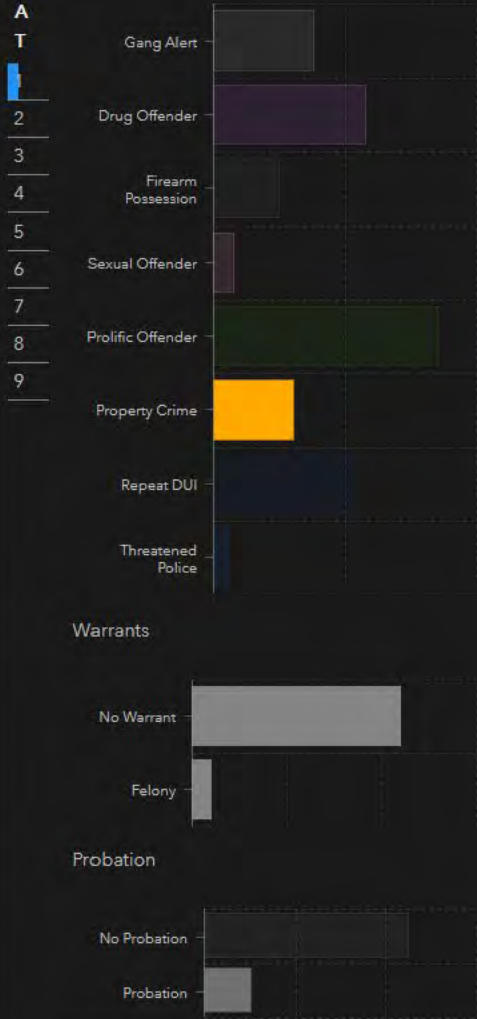 A
T
1
2
3
4
5
6
7
8
9
Gang Alert
Drug Offender
Firearm
Possession
Sexual Offender
Prolific Offender
Property Crime
Repeat DUI
Threatened
Police
Warrants
No Warrant
Felony
Probation
No Probation
Probation